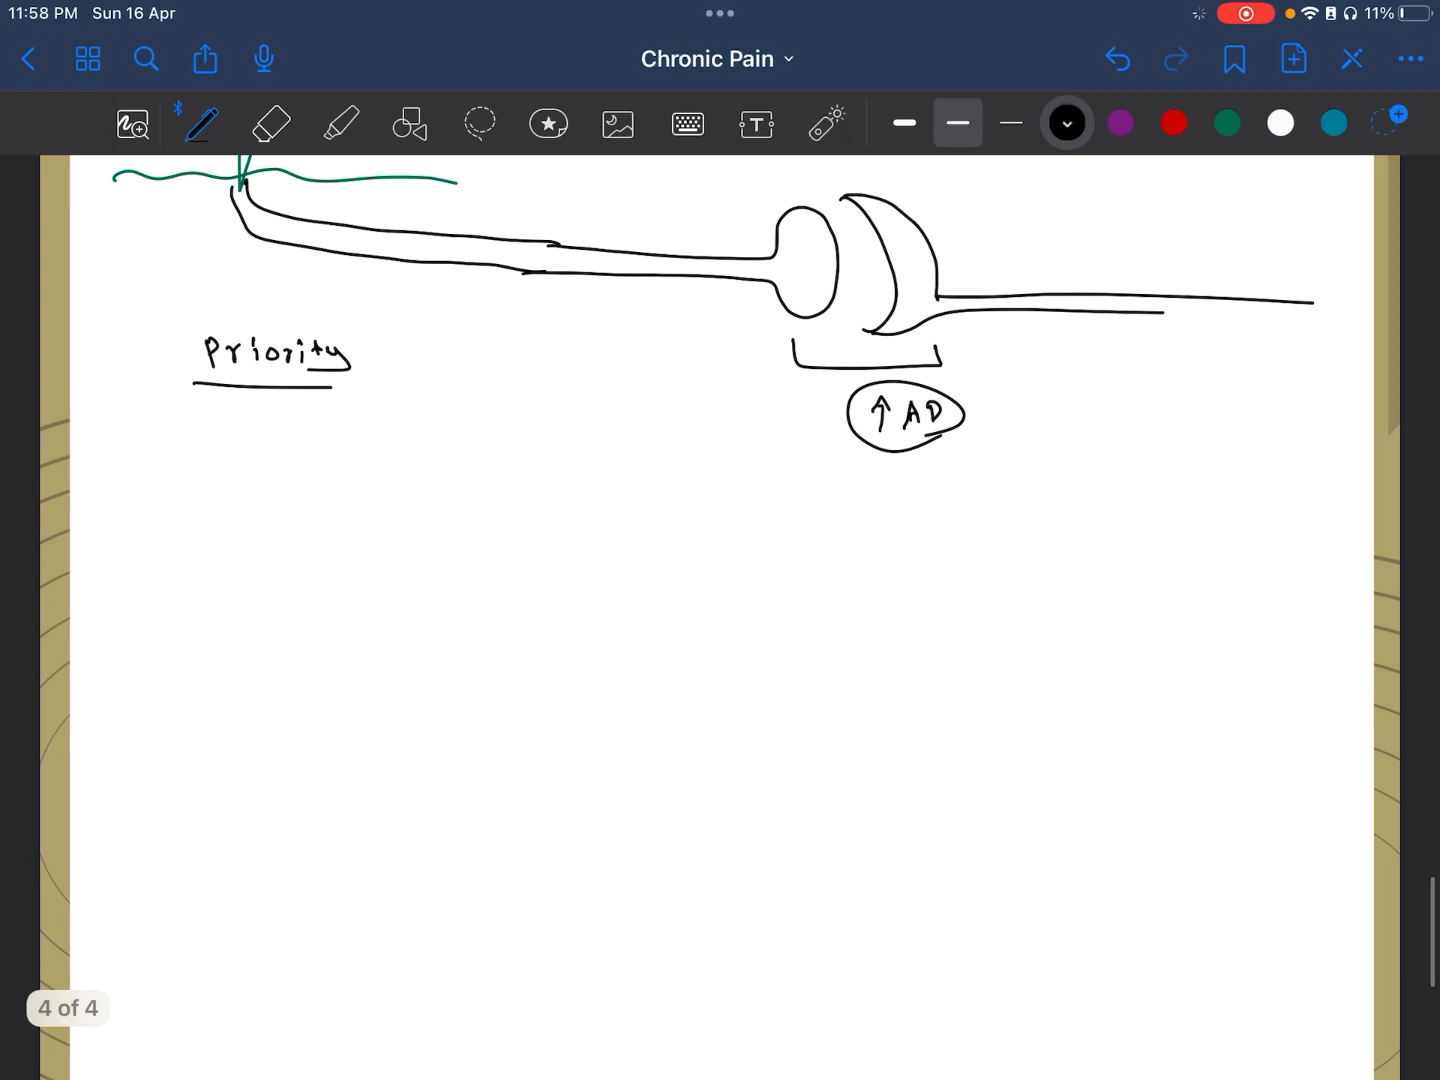 11:58 PM Sun 16 Apr
11%
Chronic Pain
T
Priority
↑ AD
4 of 4